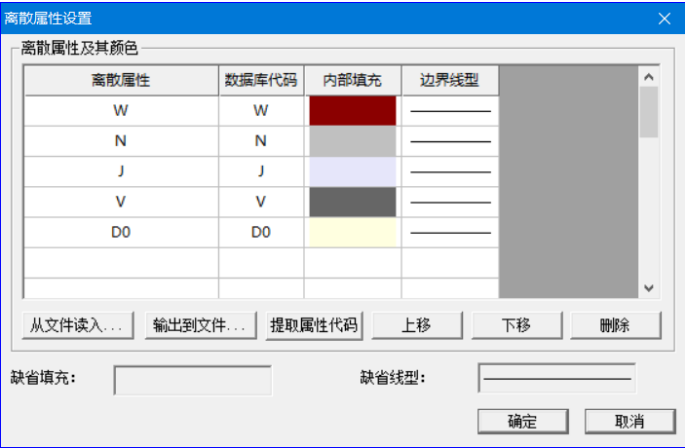 离散属性设置
离散属性及其颜色
离散属性 数据库代码 内部填充 边界线型
W W
N N
J J
V V
D0 D0
从文件读入... 输出到文件... 提取属性代码 上移 下移 删除
缺省填充： 缺省线型：
确定 取消